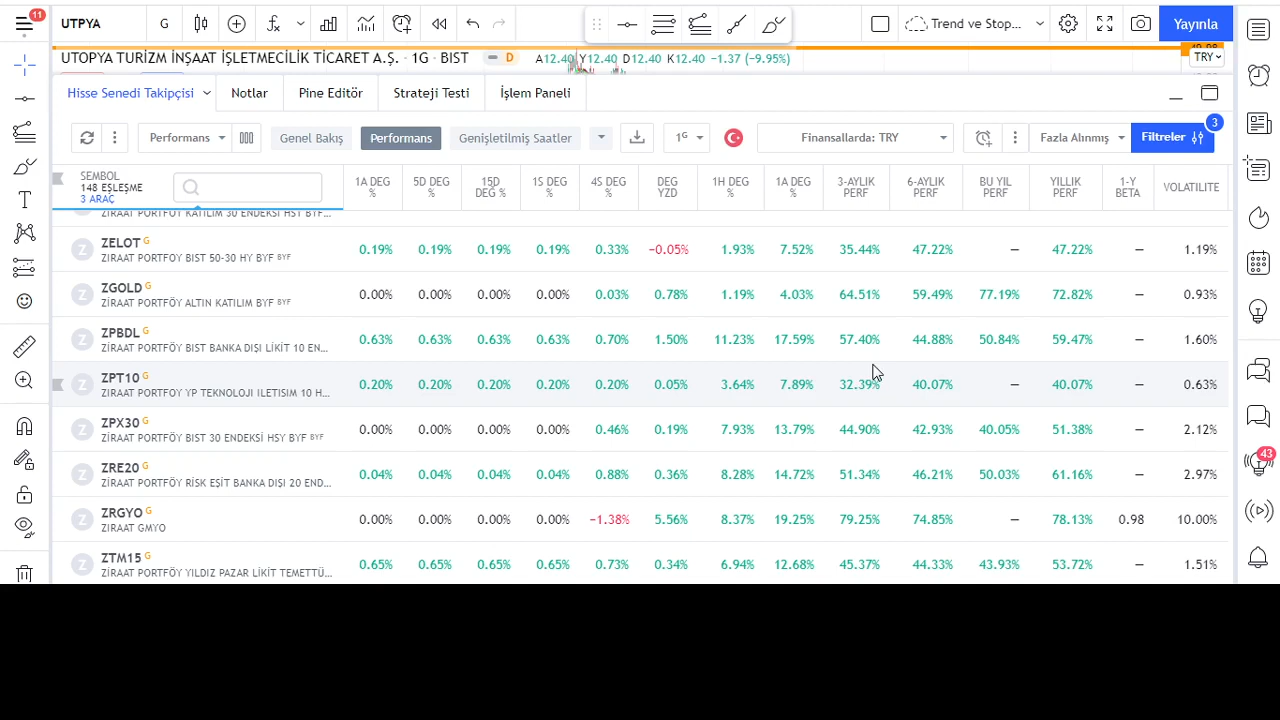 11
UTPYA
G
Trend ve Stop...
Yayınla
UTOPYA TURİZM İNŞAAT İŞLETMECİLİK TİCARET A.Ş. · 1G · BIST
D
A12.40 Y12.40 D12.40 K12.40 −1.37 (−9.95%)
TRY
Hisse Senedi Takipçisi
Notlar
Pine Editör
Strateji Testi
İşlem Paneli
Performans
Genel Bakış
Performans
Genişletilmiş Saatler
1G
Finansallarda: TRY
Fazla Alınmış
Filtreler
3
SEMBOL
148 EŞLEŞME
3 ARAÇ
1A DEG %
5D DEG %
15D DEG %
1S DEG %
4S DEG %
DEG YZD
1H DEG %
1A DEG %
3-AYLIK PERF
6-AYLIK PERF
BU YIL PERF
YILLIK PERF
1-Y BETA
VOLATILITE
ZIRAAT PORTFÖY KATILIM 30 ENDEKSI HSY BYF...
ZELOT G 0.19% 0.19% 0.19% 0.19% 0.33% −0.05% 1.93% 7.52% 35.44% 47.22% — 47.22% — 1.19%
ZIRAAT PORTFÖY BIST 50-30 HY BYF BYF
ZGOLD G 0.00% 0.00% 0.00% 0.00% 0.03% 0.78% 1.19% 4.03% 64.51% 59.49% 77.19% 72.82% — 0.93%
ZİRAAT PORTFÖY ALTIN KATILIM BYF BYF
ZPBDL G 0.63% 0.63% 0.63% 0.63% 0.70% 1.50% 11.23% 17.59% 57.40% 44.88% 50.84% 59.47% — 1.60%
ZİRAAT PORTFÖY BIST BANKA DIŞI LİKİT 10 EN...
ZPT10 G 0.20% 0.20% 0.20% 0.20% 0.20% 0.05% 3.64% 7.89% 32.39% 40.07% — 40.07% — 0.63%
ZIRAAT PORTFÖY YP TEKNOLOJI ILETISIM 10 H...
ZPX30 G 0.00% 0.00% 0.00% 0.00% 0.46% 0.19% 7.93% 13.79% 44.90% 42.93% 40.05% 51.38% — 2.12%
ZİRAAT PORTFÖY BIST 30 ENDEKSİ HSY BYF BYF
ZRE20 G 0.04% 0.04% 0.04% 0.04% 0.88% 0.36% 8.28% 14.72% 51.34% 46.21% 50.03% 61.16% — 2.97%
ZİRAAT PORTFÖY RİSK EŞİT BANKA DIŞI 20 END...
ZRGYO G 0.00% 0.00% 0.00% 0.00% −1.38% 5.56% 8.37% 19.25% 79.25% 74.85% — 78.13% 0.98 10.00%
ZIRAAT GMYO
ZTM15 G 0.65% 0.65% 0.65% 0.65% 0.73% 0.34% 6.94% 12.68% 45.37% 44.33% 43.93% 53.72% — 1.51%
ZİRAAT PORTFÖY YILDIZ PAZAR LİKİT TEMETTÜ...
43